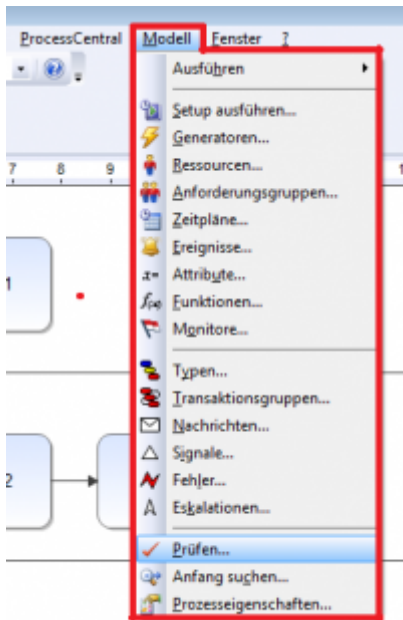 ProcessCentral Modell Fenster ?
Ausführen
Setup ausführen...
Generatoren...
7 8 9 1
Ressourcen...
Anforderungsgruppen...
Zeitpläne...
Ereignisse...
1
x= Attribute...
f(x) Funktionen...
Monitore...
Typen...
Transaktionsgruppen...
Nachrichten...
Signale...
2
Fehler...
Eskalationen...
Prüfen...
Anfang suchen...
Prozesseigenschaften...